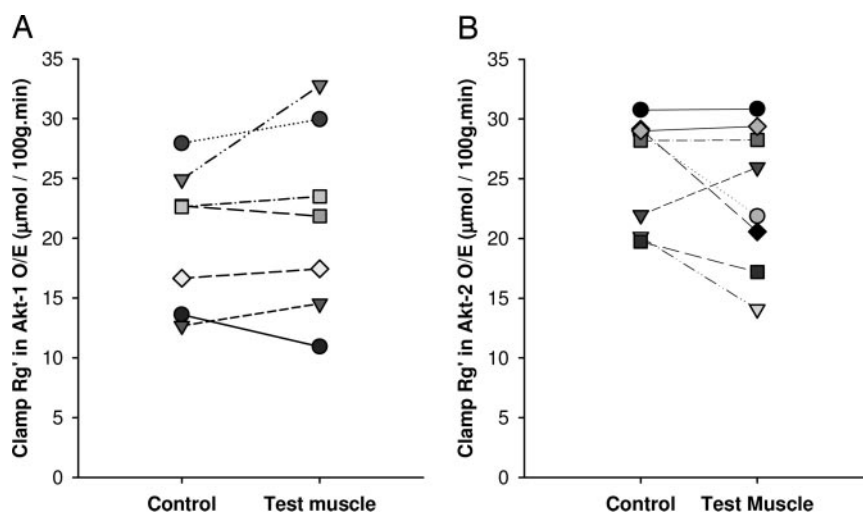 A
Clamp Rg' in Akt-1 O/E (μmol / 100g.min)
35
30
25
20
15
10
5
0
Control Test muscle
B
Clamp Rg' in Akt-2 O/E (μmol / 100g.min)
35
30
25
20
15
10
5
0
Control Test Muscle